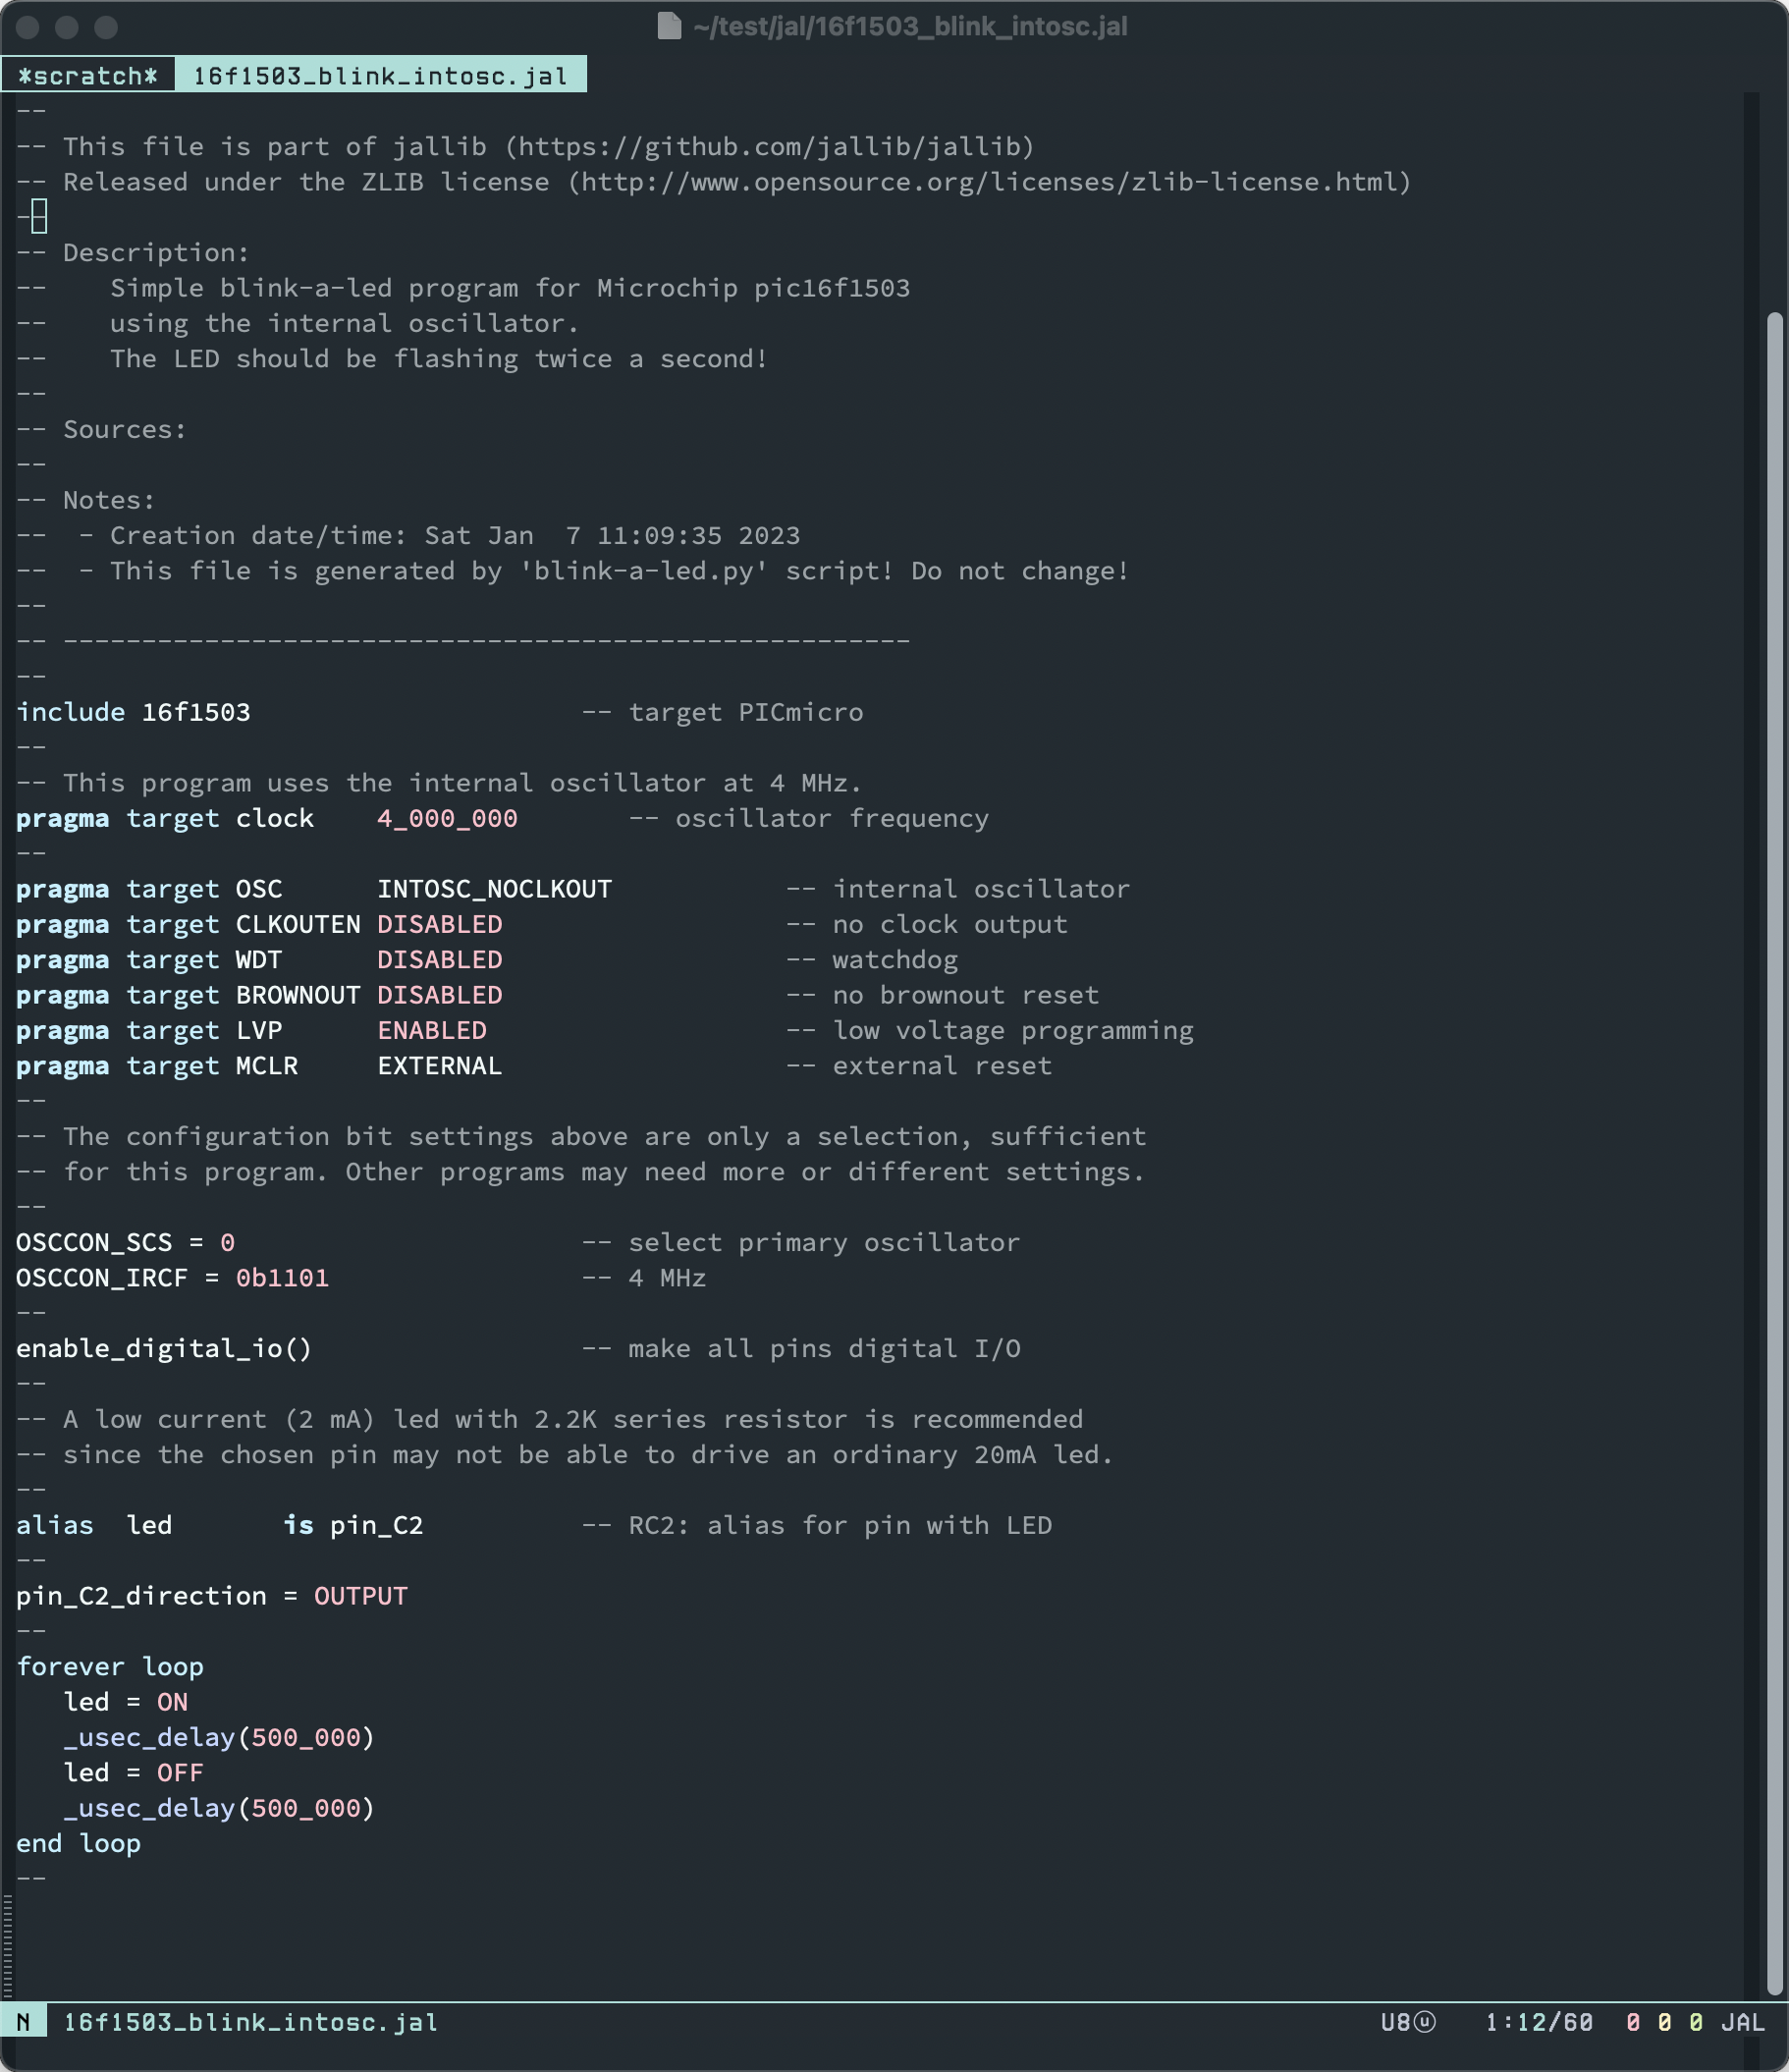 ~/test/jal/16f1503_blink_intosc.jal
*scratch* 16f1503_blink_intosc.jal
--
-- This file is part of jallib (https://github.com/jallib/jallib)
-- Released under the ZLIB license (http://www.opensource.org/licenses/zlib-license.html)
--
-- Description:
--    Simple blink-a-led program for Microchip pic16f1503
--    using the internal oscillator.
--    The LED should be flashing twice a second!
--
-- Sources:
--
-- Notes:
--  - Creation date/time: Sat Jan  7 11:09:35 2023
--  - This file is generated by 'blink-a-led.py' script! Do not change!
--
-- ------------------------------------------------------
--
include 16f1503                     -- target PICmicro
--
-- This program uses the internal oscillator at 4 MHz.
pragma target clock    4_000_000       -- oscillator frequency
--
pragma target OSC      INTOSC_NOCLKOUT           -- internal oscillator
pragma target CLKOUTEN DISABLED                  -- no clock output
pragma target WDT      DISABLED                  -- watchdog
pragma target BROWNOUT DISABLED                  -- no brownout reset
pragma target LVP      ENABLED                   -- low voltage programming
pragma target MCLR     EXTERNAL                  -- external reset
--
-- The configuration bit settings above are only a selection, sufficient
-- for this program. Other programs may need more or different settings.
--
OSCCON_SCS = 0                      -- select primary oscillator
OSCCON_IRCF = 0b1101                -- 4 MHz
--
enable_digital_io()                 -- make all pins digital I/O
--
-- A low current (2 mA) led with 2.2K series resistor is recommended
-- since the chosen pin may not be able to drive an ordinary 20mA led.
--
alias  led       is pin_C2          -- RC2: alias for pin with LED
--
pin_C2_direction = OUTPUT
--
forever loop
   led = ON
   _usec_delay(500_000)
   led = OFF
   _usec_delay(500_000)
end loop
--
N 16f1503_blink_intosc.jal U8ⓤ 1:12/60 0 0 0 JAL